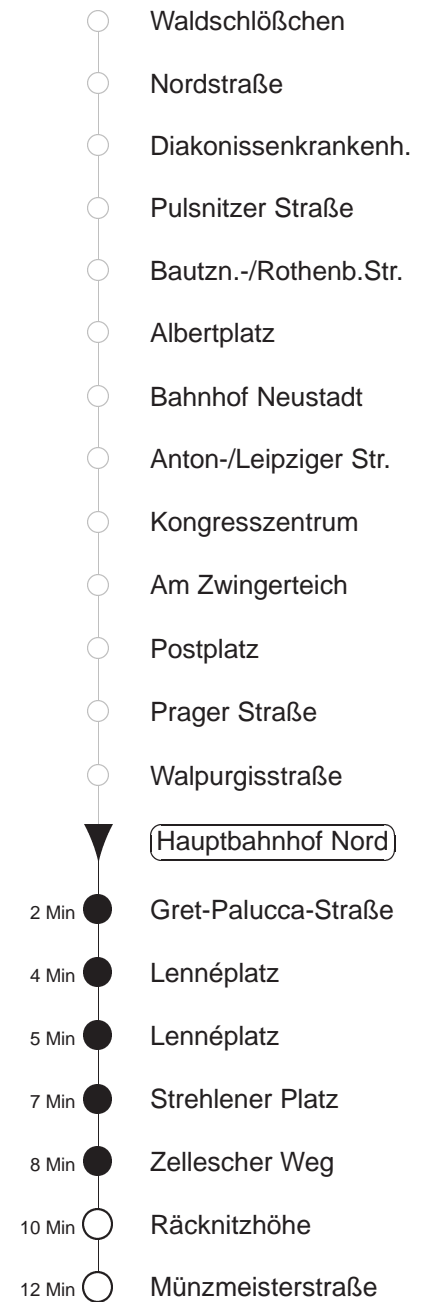 Waldschlößchen
Nordstraße
Diakonissenkrankenh.
Pulsnitzer Straße
Bautzn.-/Rothenb.Str.
Albertplatz
Bahnhof Neustadt
Anton-/Leipziger Str.
Kongresszentrum
Am Zwingerteich
Postplatz
Prager Straße
Walpurgisstraße
Hauptbahnhof Nord
2 Min Gret-Palucca-Straße
4 Min Lennéplatz
5 Min Lennéplatz
7 Min Strehlener Platz
8 Min Zellescher Weg
10 Min Räcknitzhöhe
12 Min Münzmeisterstraße